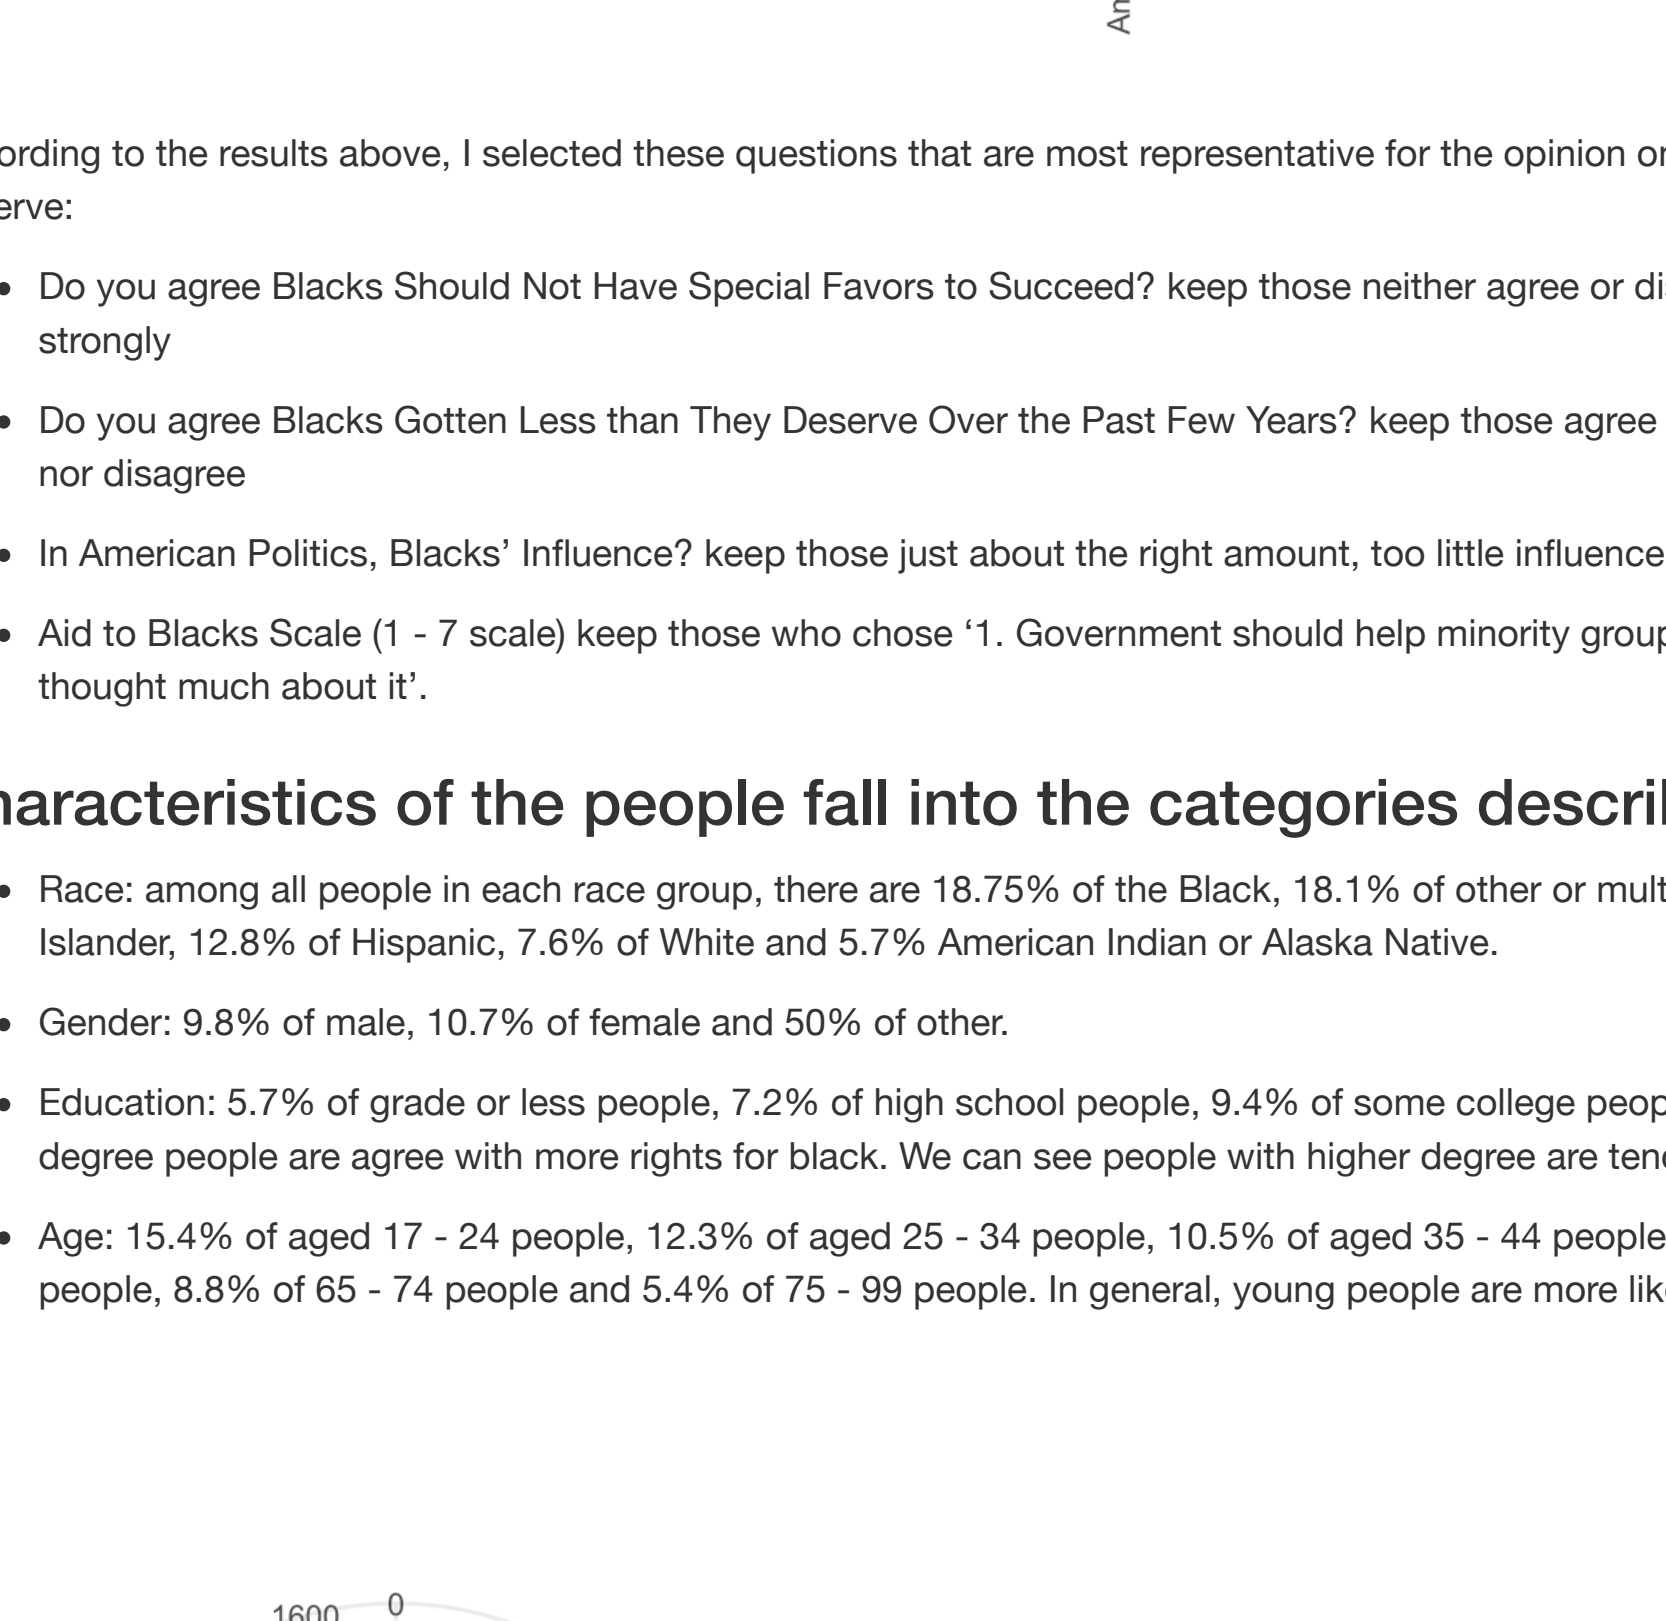 An
ording to the results above, I selected these questions that are most representative for the opinion or
erve:
• Do you agree Blacks Should Not Have Special Favors to Succeed? keep those neither agree or di
strongly
• Do you agree Blacks Gotten Less than They Deserve Over the Past Few Years? keep those agree
nor disagree
• In American Politics, Blacks’ Influence? keep those just about the right amount, too little influence
• Aid to Blacks Scale (1 - 7 scale) keep those who chose ‘1. Government should help minority group
thought much about it’.
haracteristics of the people fall into the categories descri
• Race: among all people in each race group, there are 18.75% of the Black, 18.1% of other or mult
Islander, 12.8% of Hispanic, 7.6% of White and 5.7% American Indian or Alaska Native.
• Gender: 9.8% of male, 10.7% of female and 50% of other.
• Education: 5.7% of grade or less people, 7.2% of high school people, 9.4% of some college peop
degree people are agree with more rights for black. We can see people with higher degree are tend
• Age: 15.4% of aged 17 - 24 people, 12.3% of aged 25 - 34 people, 10.5% of aged 35 - 44 people
people, 8.8% of 65 - 74 people and 5.4% of 75 - 99 people. In general, young people are more lik
1600 0